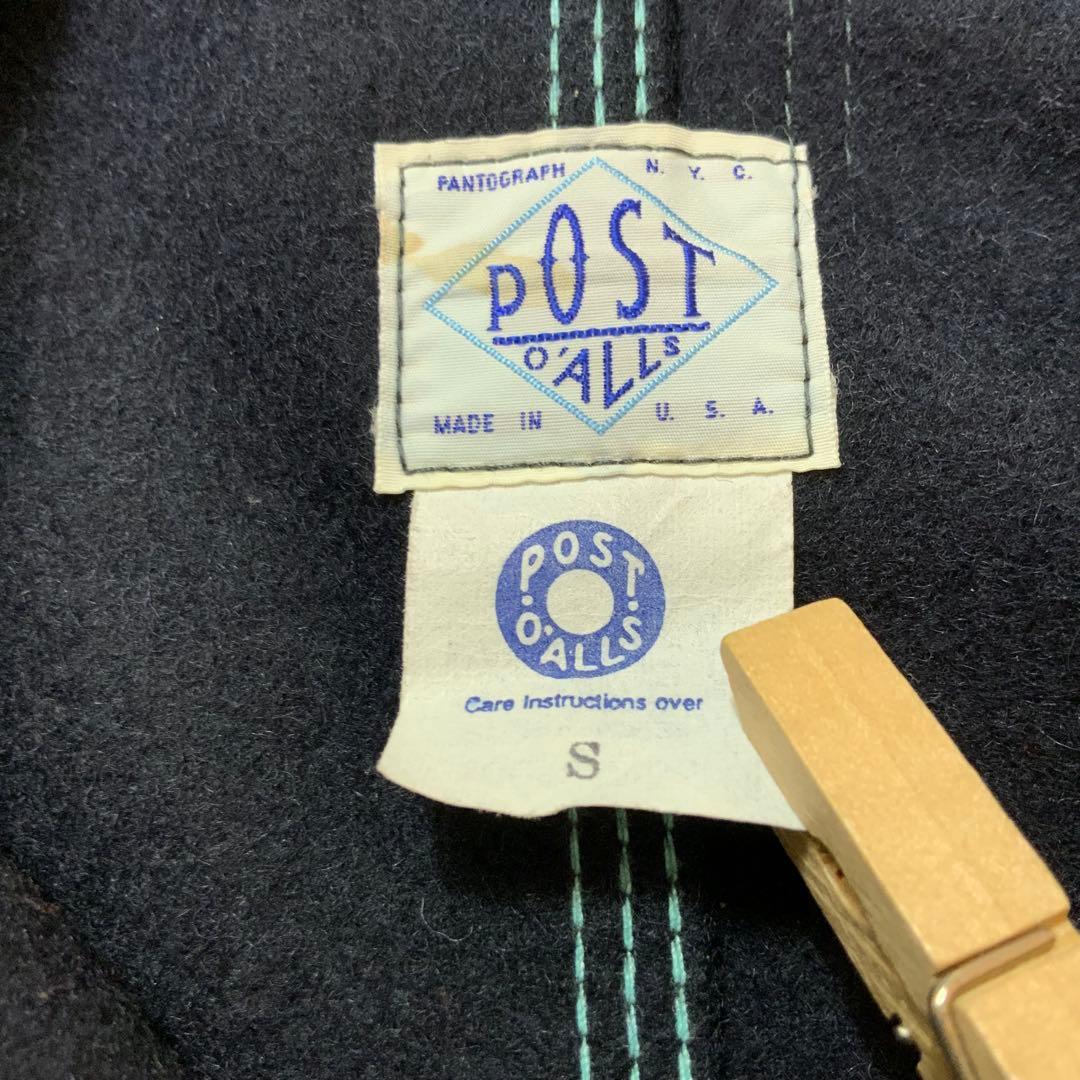 PANTOGRAPH N. Y. C.
POST
O'ALLS
MADE IN U. S. A.
POST.
O'ALLS.
Care Instructions over
S